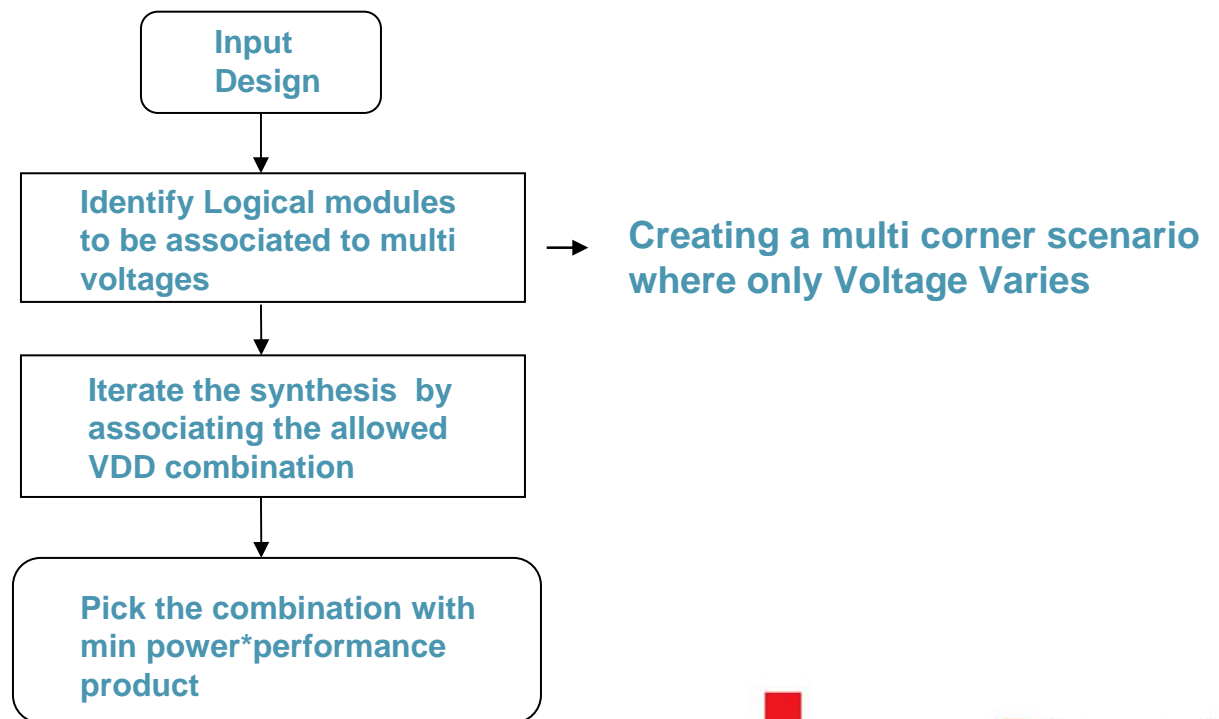 Input
Design
Identify Logical modules
to be associated to multi
voltages
Creating a multi corner scenario
where only Voltage Varies
Iterate the synthesis by
associating the allowed
VDD combination
Pick the combination with
min power*performance
product